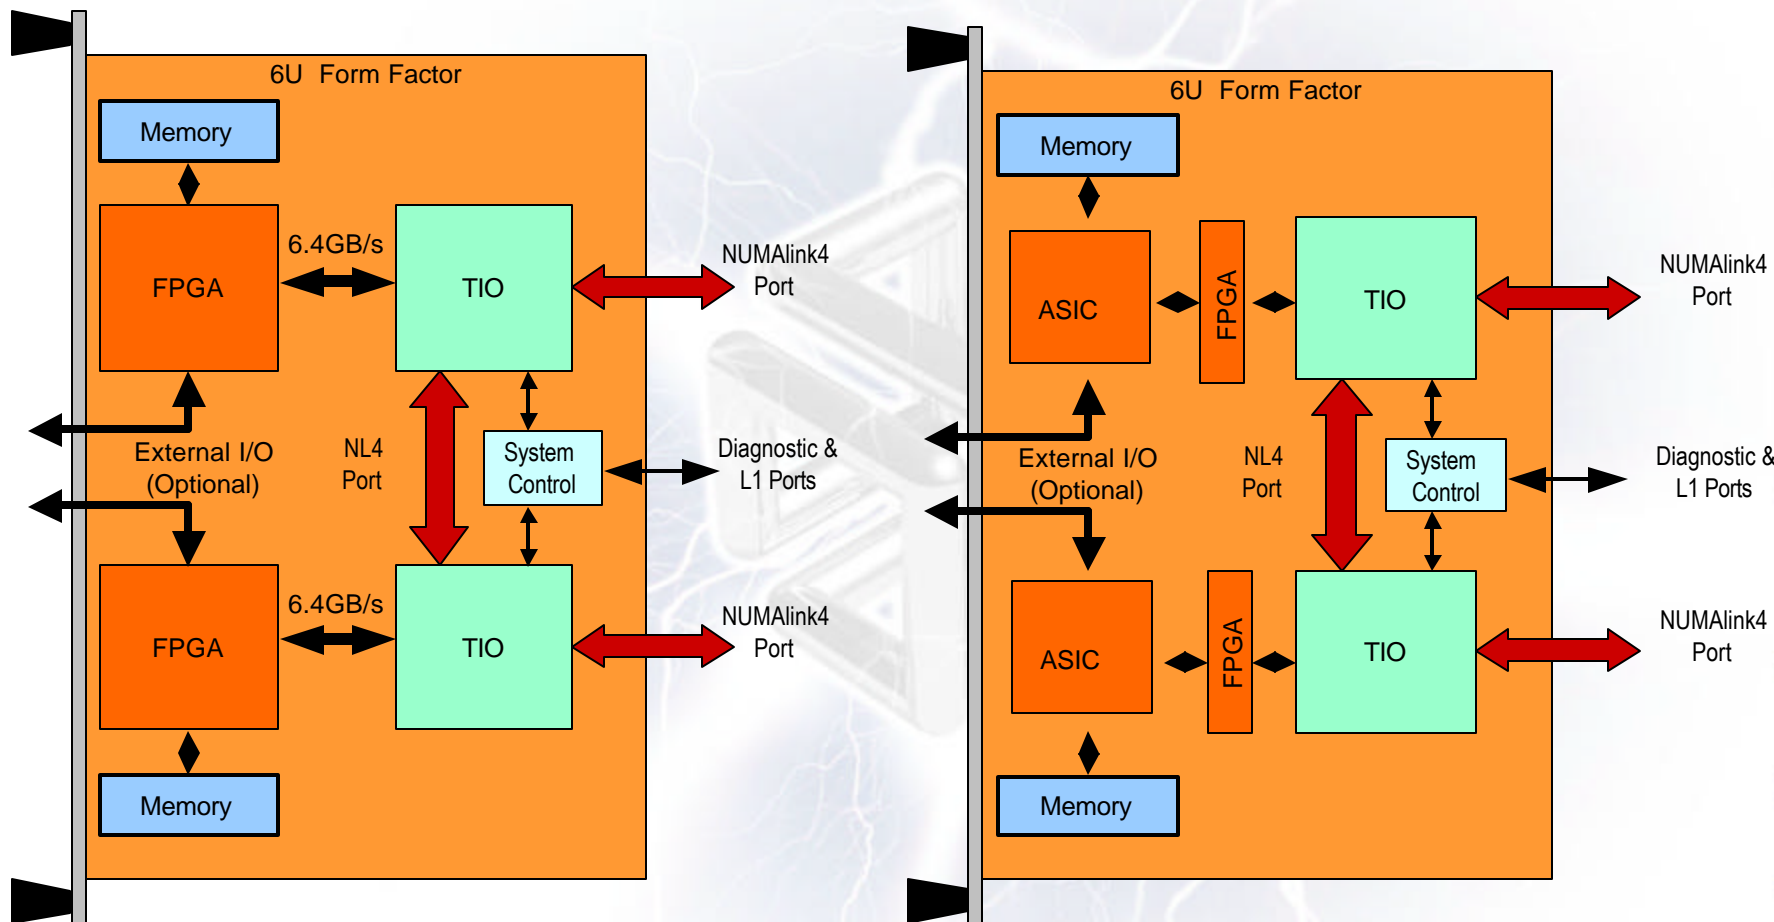 6U Form Factor
Memory
6.4GB/s
FPGA
TIO
NUMAlink4
Port
External I/O
(Optional)
NL4
Port
System
Control
Diagnostic &
L1 Ports
6.4GB/s
FPGA
TIO
NUMAlink4
Port
Memory
6U Form Factor
Memory
ASIC
FPGA
TIO
NUMAlink4
Port
External I/O
(Optional)
NL4
Port
System
Control
Diagnostic &
L1 Ports
ASIC
FPGA
TIO
NUMAlink4
Port
Memory